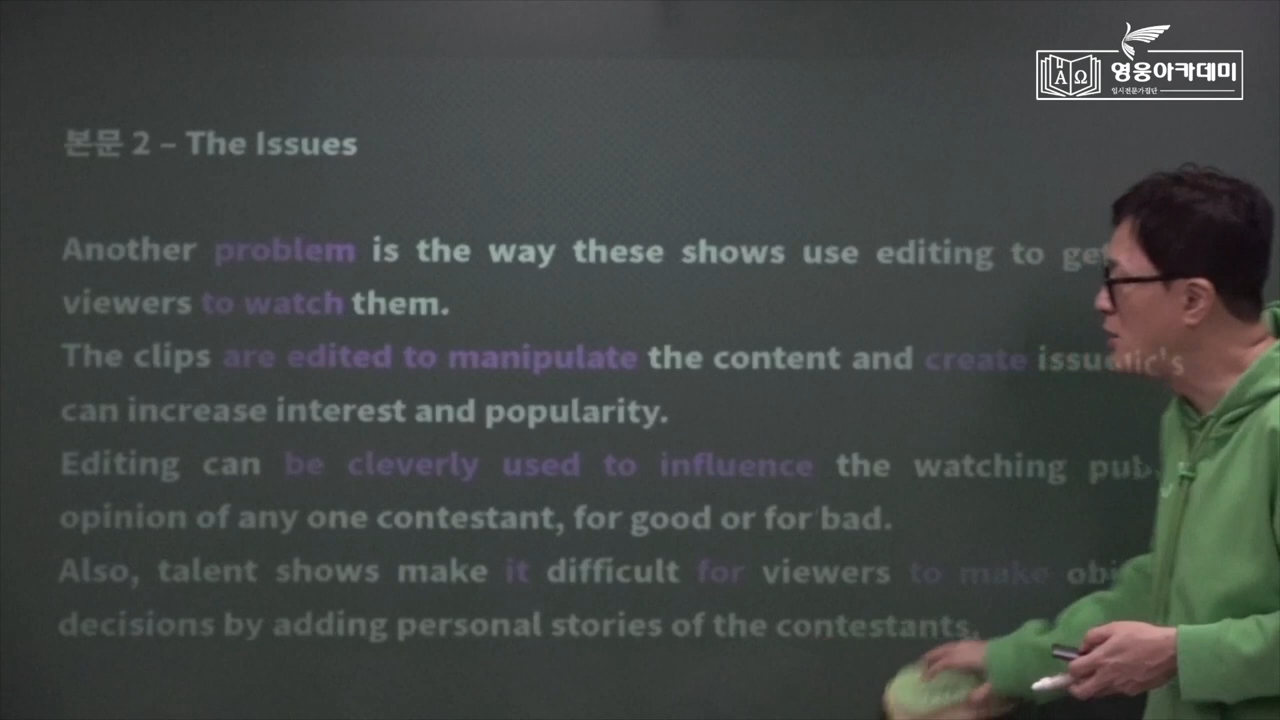 영웅아카데미
입시전문가집단
본문 2 – The Issues
Another problem is the way these shows use editing to get
viewers to watch them.
The clips are edited to manipulate the content and create
can increase interest and popularity.
Editing can be cleverly used to influence the watching
opinion of any one contestant, for good or for bad.
Also, talent shows make it difficult for viewers to make
decisions by adding personal stories of the contestants.